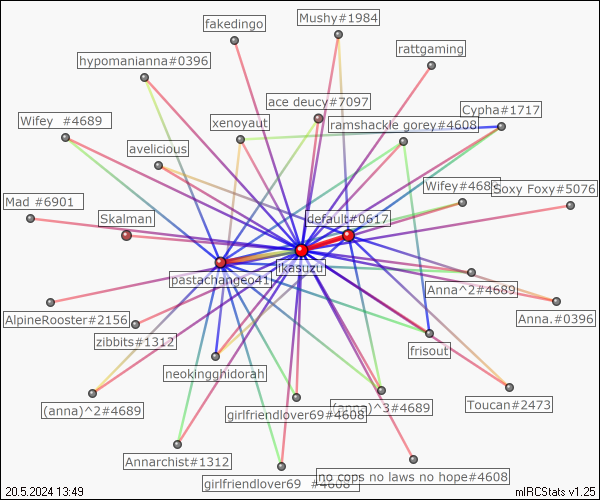 Mushy#1984
fakedingo
rattgaming
hypomanianna#0396
ace deucy#7097
Cypha#1717
Wifey  #4689
xenoyaut
ramshackle gorey#4608
avelicious
Wifey#468
Soxy Foxy#5076
Mad #6901
Skalman
default#0617
ikasuzu
pastachangeo41
Anna^2#4689
AlpineRooster#2156
Anna.#0396
zibbits#1312
frisout
neokingghidorah
(anna)^2#4689
girlfriendlover69#4608
(anna)^3#4689
Toucan#2473
Annarchist#1312
girlfriendlover69  #4608
no cops no laws no hope#4608
20.5.2024 13:49
mIRCStats v1.25